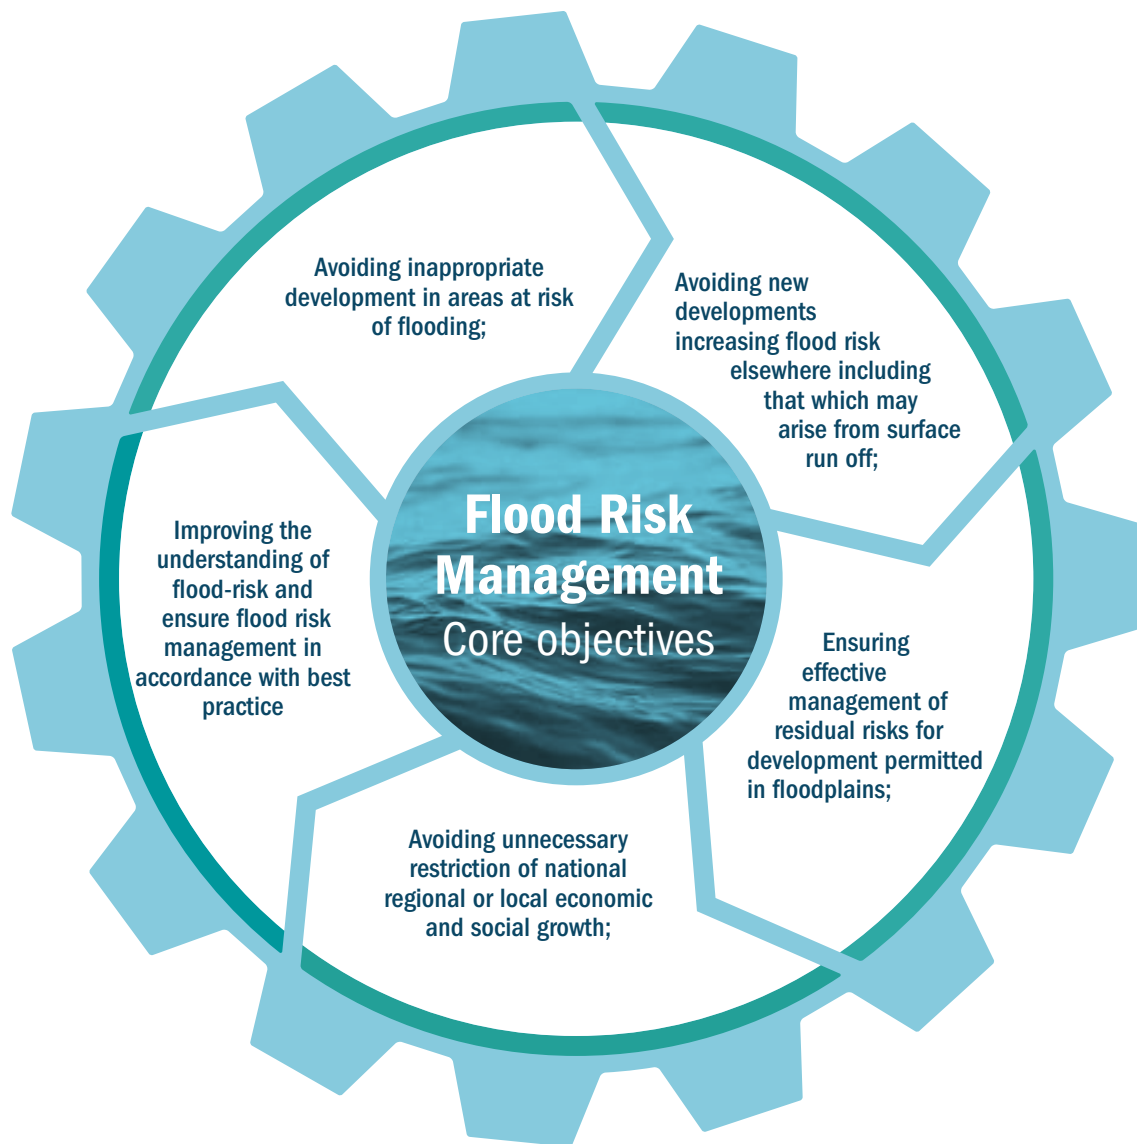 Flood Risk
Management
Core objectives
Avoiding inappropriate
development in areas at risk
of flooding;
Avoiding new
developments
increasing flood risk
elsewhere including
that which may
arise from surface
run off;
Ensuring
effective
management of
residual risks for
development permitted
in floodplains;
Avoiding unnecessary
restriction of national
regional or local economic
and social growth;
Improving the
understanding of
flood-risk and
ensure flood risk
management in
accordance with best
practice